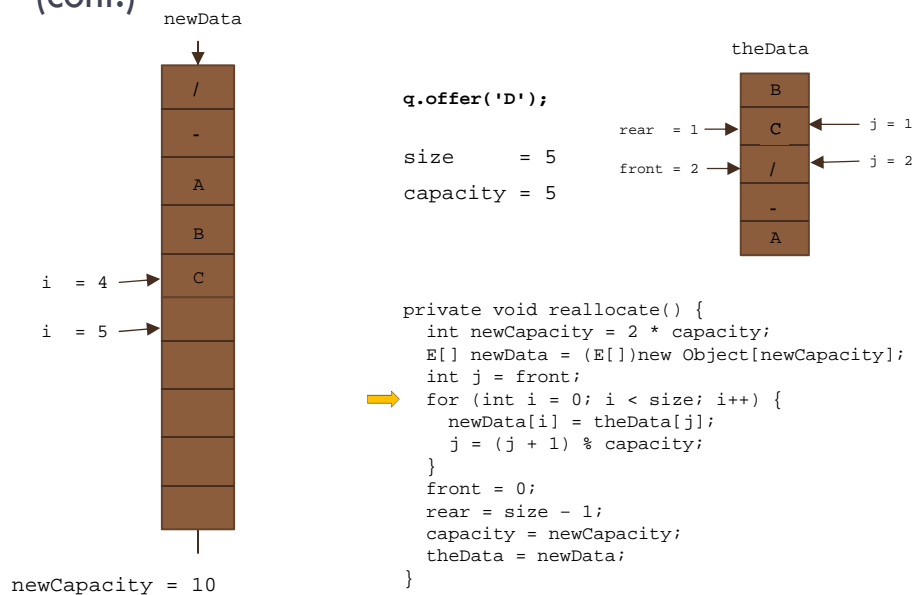 (cont.)
newData
/
-
A
B
C
i = 4
i = 5
newCapacity = 10
q.offer('D');
size = 5
capacity = 5
theData
B
C
/
-
A
rear = 1
front = 2
j = 1
j = 2
private void reallocate() {
int newCapacity = 2 * capacity;
E[] newData = (E[])new Object[newCapacity];
int j = front;
for (int i = 0; i < size; i++) {
newData[i] = theData[j];
j = (j + 1) % capacity;
}
front = 0;
rear = size – 1;
capacity = newCapacity;
theData = newData;
}